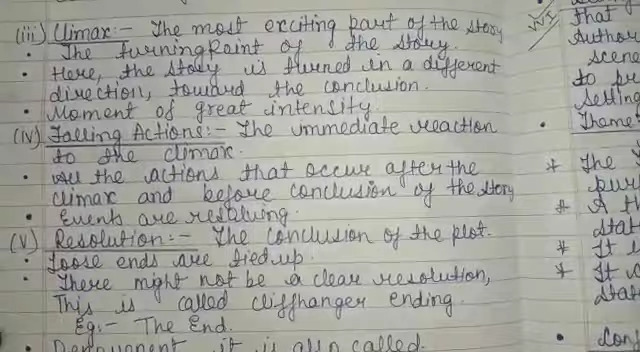 (iii) Climax:- The most exciting part of the story
• The turning Point of the story.
• Here, the story is turned in a different
direction, toward the conclusion.
• Moment of great intensity.
(iv) Falling Actions:- The immediate reaction
to the climax.
• All the actions that occur after the
climax and before conclusion of the story
• Events are resolving.
(v) Resolution:- The conclusion of the plot.
• Loose ends are tied up.
• There might not be a clear resolution,
This is called cliffhanger ending.
Eg:- The End.
• it is also called.
that
Author
scene
to
setting
• Theme
* The
* A th
stat
* It
* It
stat
•